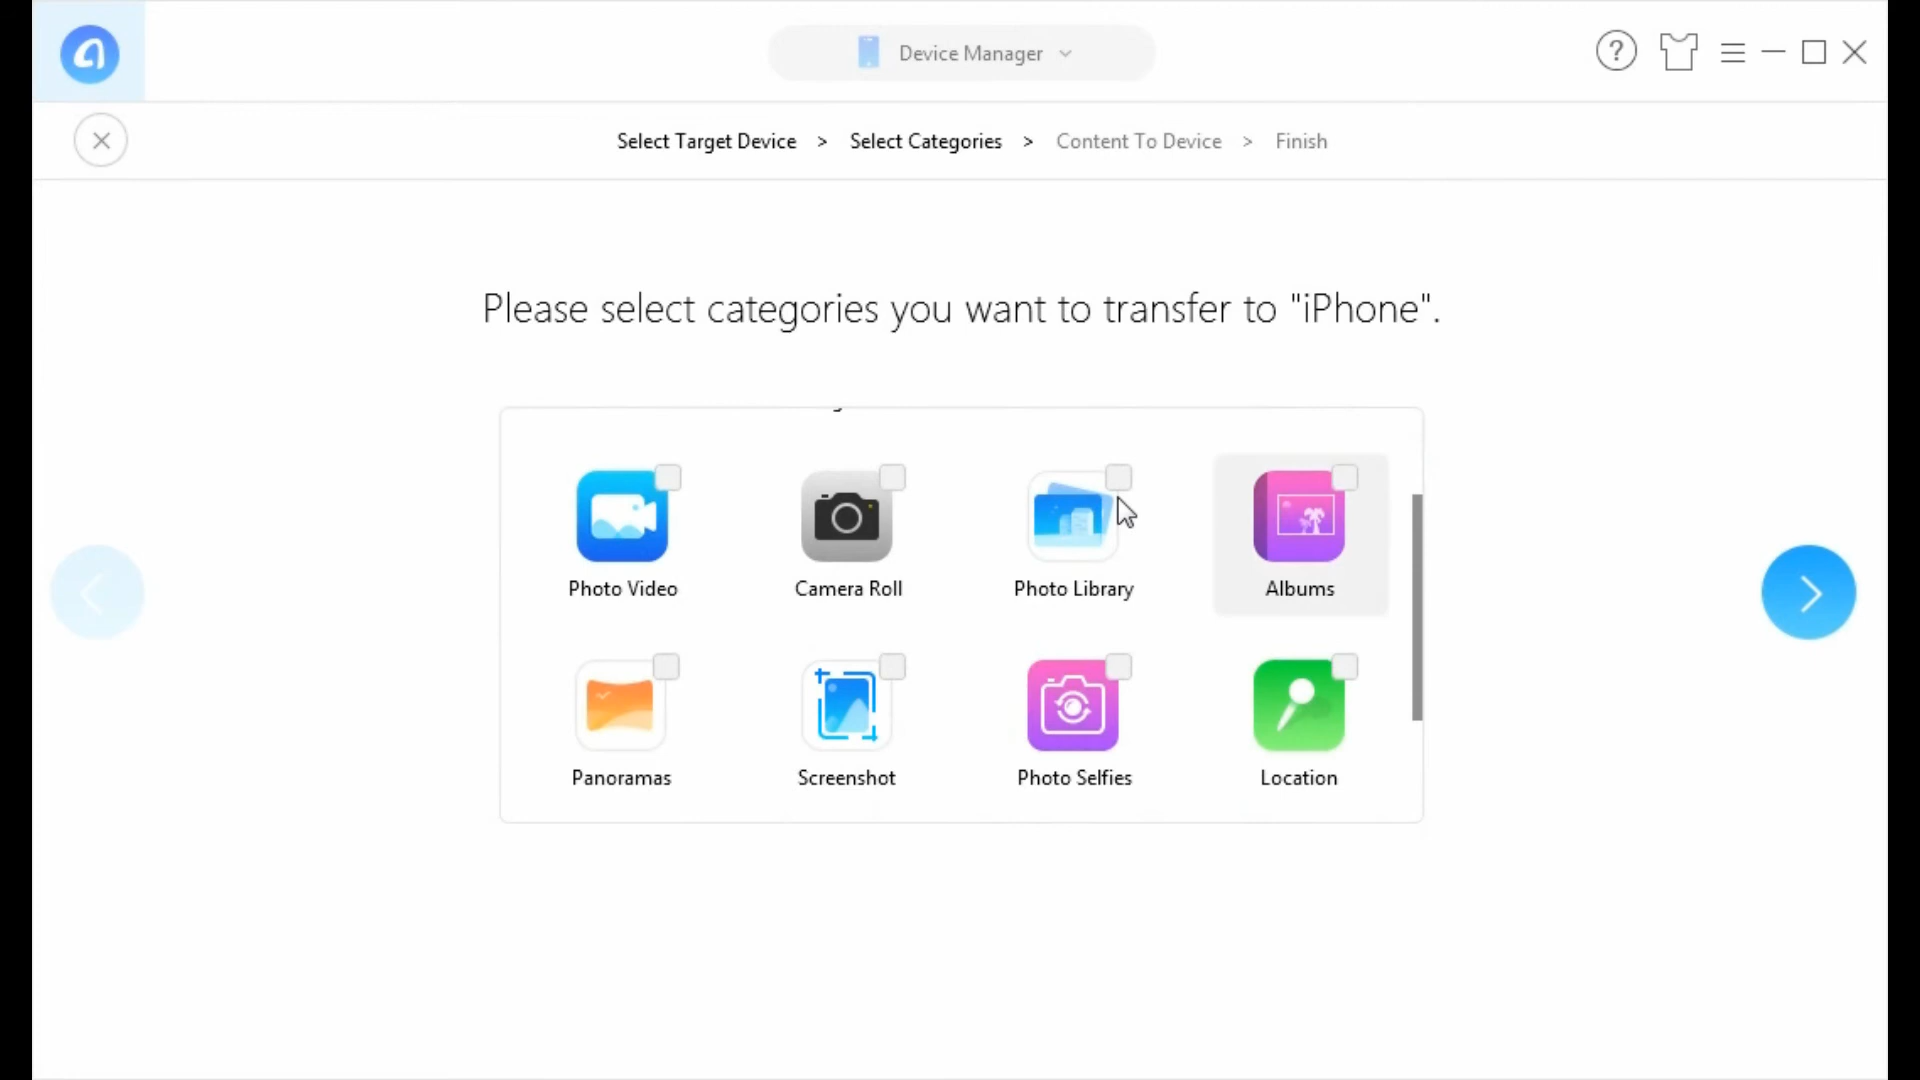 Device Manager
Select Target Device > Select Categories > Content To Device > Finish
Please select categories you want to transfer to "iPhone".
Photo Video
Camera Roll
Photo Library
Albums
Panoramas
Screenshot
Photo Selfies
Location